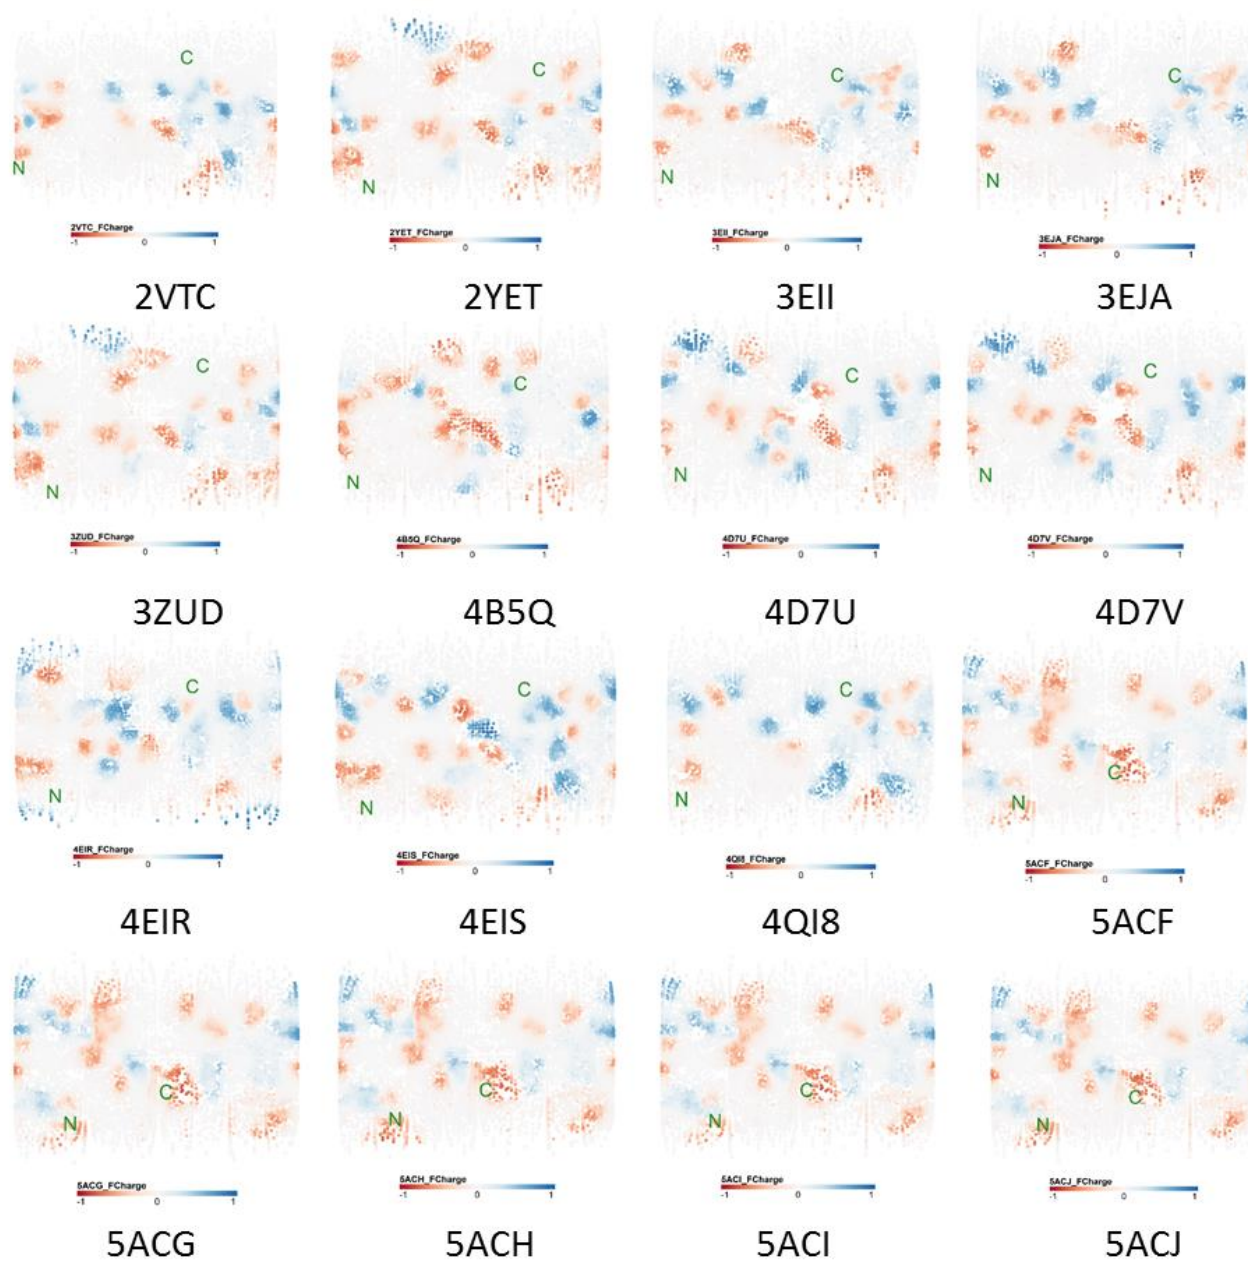 C C C C
N N N N
2VTC_FCharge 2YET_FCharge 3EII_FCharge 3EJA_FCharge
-1 0 1 -1 0 1 -1 0 1 -1 0 1
2VTC 2YET 3EII 3EJA
C C C C
N N N N
3ZUD_FCharge 4B5Q_FCharge 4D7U_FCharge 4D7V_FCharge
-1 0 1 -1 0 1 -1 0 1 -1 0 1
3ZUD 4B5Q 4D7U 4D7V
C C C C
N N N N
4EIR_FCharge 4EIS_FCharge 4QI8_FCharge 5ACF_FCharge
-1 0 1 -1 0 1 -1 0 1 -1 0 1
4EIR 4EIS 4QI8 5ACF
C C C C
N N N N
5ACG_FCharge 5ACH_FCharge 5ACI_FCharge 5ACJ_FCharge
-1 0 1 -1 0 1 -1 0 1 -1 0 1
5ACG 5ACH 5ACI 5ACJ